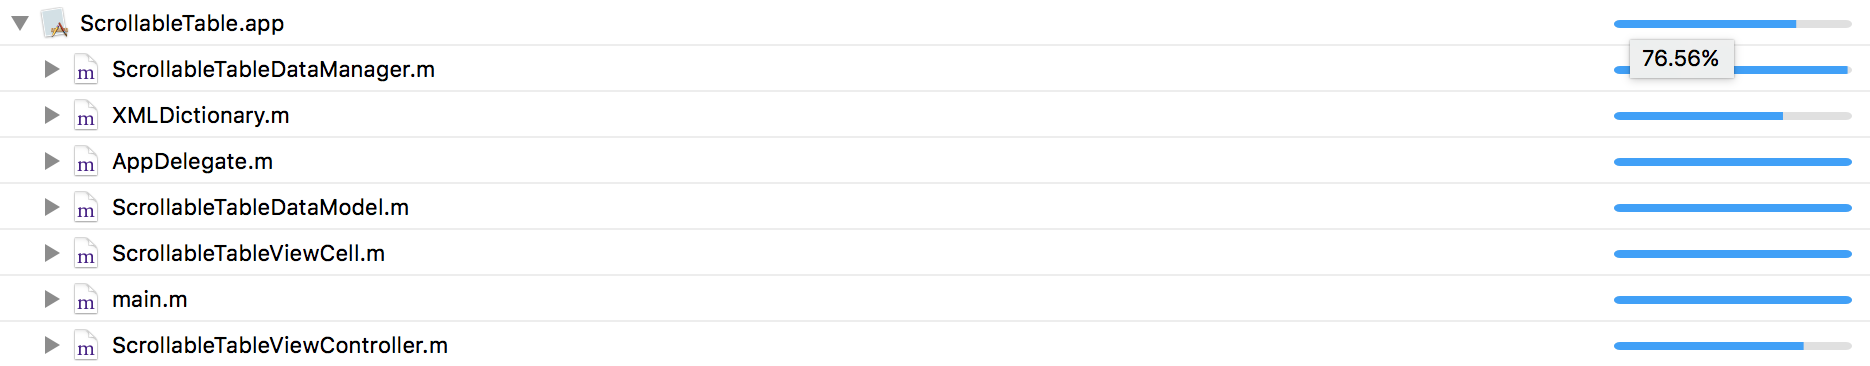 ScrollableTable.app
76.56%
m ScrollableTableDataManager.m
m XMLDictionary.m
m AppDelegate.m
m ScrollableTableDataModel.m
m ScrollableTableViewCell.m
m main.m
m ScrollableTableViewController.m